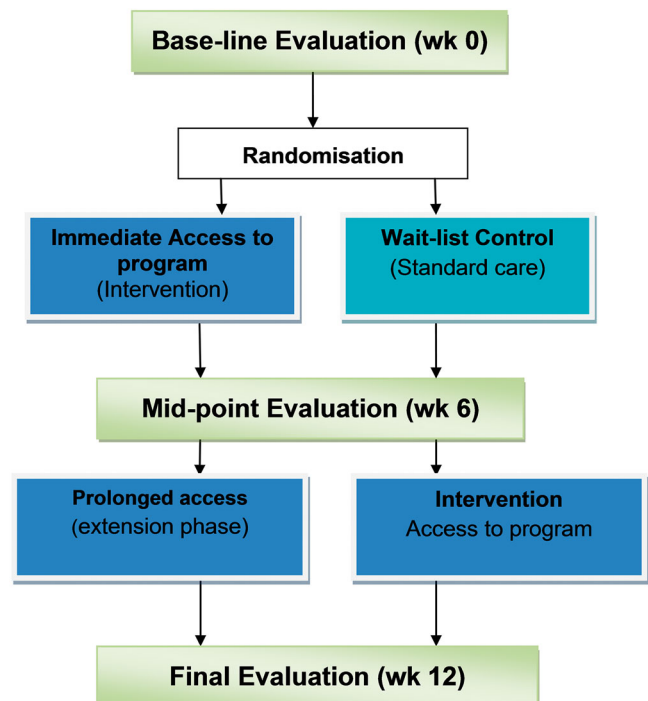 Base-line Evaluation (wk 0)
Randomisation
Immediate Access to
program
(Intervention)
Wait-list Control
(Standard care)
Mid-point Evaluation (wk 6)
Prolonged access
(extension phase)
Intervention
Access to program
Final Evaluation (wk 12)